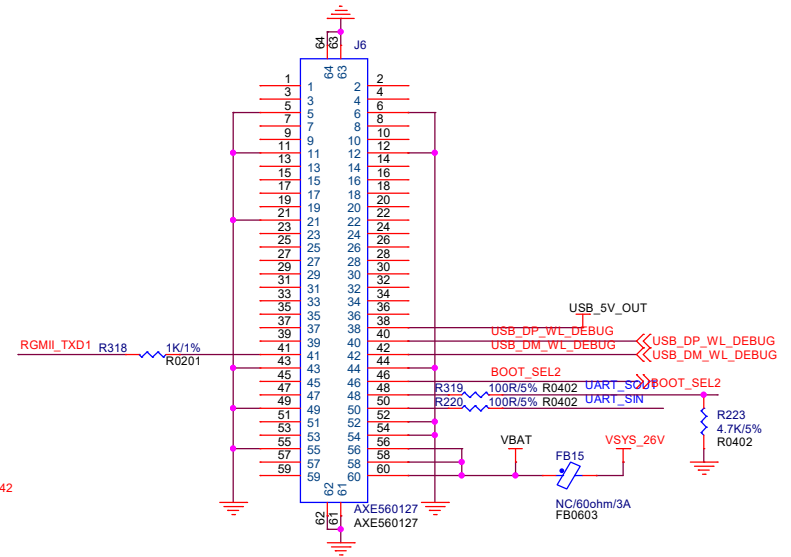 64
63
J6
64
63
1 1 2 2
3 3 4 4
5 5 6 6
7 7 8 8
9 9 10 10
11 11 12 12
13 13 14 14
15 15 16 16
17 17 18 18
19 19 20 20
21 21 22 22
23 23 24 24
25 25 26 26
27 27 28 28
29 29 30 30
31 31 32 32
33 33 34 34
35 35 36 36
USB_5V_OUT
37 37 38 38
USB_DP_WL_DEBUG
39 39 40 40 USB_DP_WL_DEBUG
USB_DM_WL_DEBUG
RGMII_TXD1 R318 1K/1% 41 41 42 42 USB_DM_WL_DEBUG
R0201
43 43 44 44
BOOT_SEL2
45 45 46 46 BOOT_SEL2
47 47 48 48 R319 100R/5% R0402 UART_SOUT
49 49 50 50 R220 100R/5% R0402 UART_SIN
R223
4.7K/5%
R0402
51 51 52 52
53 53 54 54
55 55 56 56
57 57 58 58
59 59 60 60
VBAT
VSYS_26V
FB15
NC/60ohm/3A
FB0603
62
61
62
61
AXE560127
AXE560127
42